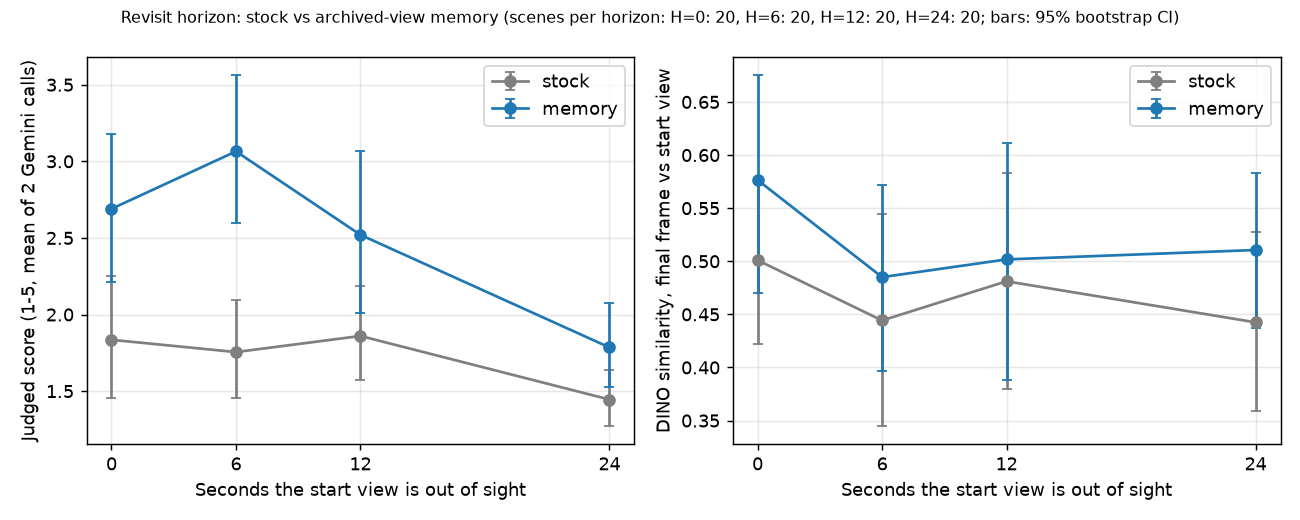 Revisit horizon: stock vs archived-view memory (scenes per horizon: H=0: 20, H=6: 20, H=12: 20, H=24: 20; bars: 95% bootstrap CI)
Judged score (1-5, mean of 2 Gemini calls)
3.5
3.0
2.5
2.0
1.5
stock
memory
0 6 12 24
Seconds the start view is out of sight
DINO similarity, final frame vs start view
0.65
0.60
0.55
0.50
0.45
0.40
0.35
stock
memory
0 6 12 24
Seconds the start view is out of sight